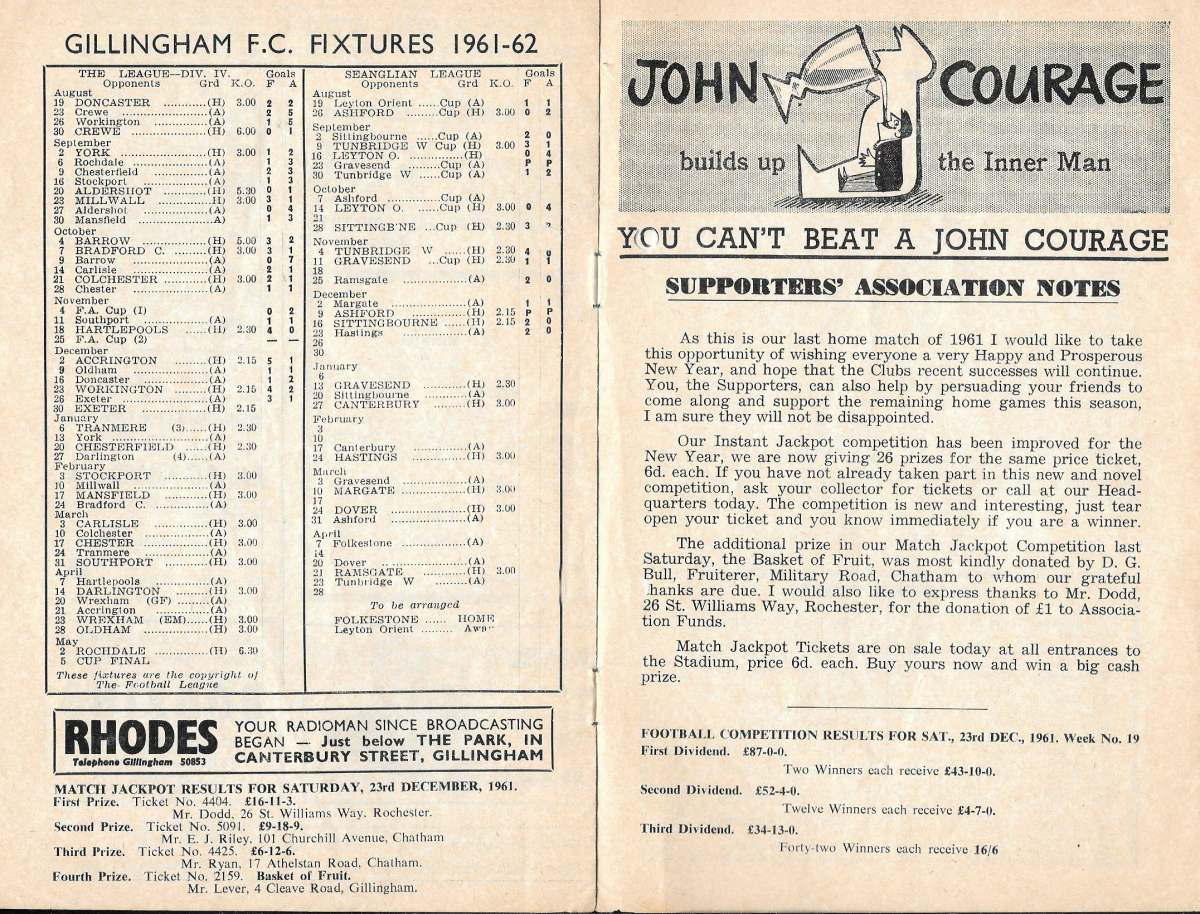 GILLINGHAM F.C. FIXTURES 1961-62
THE LEAGUE—DIV. IV. Goals
Opponents Grd K.O. F A
August
19 DONCASTER ............(H) 3.00 2 2
23 Crewe ......................(A) 2 5
26 Workington ............(A) 1 5
30 CREWE ..................(H) 6.00 0 1
September
2 YORK ....................(H) 3.00 1 2
6 Rochdale ................(A) 1 3
9 Chesterfield ............(A) 2 3
16 Stockport ..............(A) 1 3
20 ALDERSHOT ..........(H) 5.30 0 1
23 MILLWALL ............H) 3.00 3 1
27 Aldershot ..............(A) 0 4
30 Mansfield ..............A) 1 3
October
4 BARROW ..............(H) 5.00 3 2
7 BRADFORD C. ........(H) 3.00 3 1
9 Barrow ..................(A) 0 7
14 Carlisle ..................(A) 2 1
21 COLCHESTER ..........(H) 3.00 2 1
28 Chester ..................(A) 1 1
November
4 F.A. Cup (I) 0 2
11 Southport ..............(A) 1 1
18 HARTLEPOOLS ......(H) 2.30 4 0
25 F.A. Cup (2) — —
December
2 ACCRINGTON ........(H) 2.15 5 1
9 Oldham ..................(A) 1 1
16 Doncaster ..............(A) 1 2
23 WORKINGTON ........(H) 2.15 4 2
26 Exeter ....................(A) 3 1
30 EXETER ................(H) 2.15
January
6 TRANMERE (3)......(H) 2.30
13 York ......................(A)
20 CHESTERFIELD ......(H) 2.30
27 Darlington (4)......(A)
February
3 STOCKPORT ..........(H) 3.00
10 Millwall ................(A)
17 MANSFIELD ..........(H) 3.00
24 Bradford C. ............(A)
March
3 CARLISLE ..............(H) 3.00
10 Colchester ..............(A)
17 CHESTER ..............(H) 3.00
24 Tranmere ..............(A)
31 SOUTHPORT ..........(H) 3.00
April
7 Hartlepools ............(A)
14 DARLINGTON ........(H) 3.00
20 Wrexham (GF) ........(A)
21 Accrington ............(A)
23 WREXHAM (EM)......(H) 3.00
28 OLDHAM ................(H) 3.00
May
2 ROCHDALE ............(H) 6.30
5 CUP FINAL
These fixtures are the copyright of
The Football League
SEANGLIAN LEAGUE Goals
Opponents Grd K.O. F A
August
19 Leyton Orient ......Cup (A) 1 1
26 ASHFORD ........Cup (H) 3.00 0 2
September
2 Sittingbourne ......Cup (A) 2 0
9 TUNBRIDGE W Cup (H) 3.00 3 1
16 LEYTON O. ............(H) 0 4
23 Gravesend ........Cup (A) P P
30 Tunbridge W ......Cup (A) 1 2
October
7 Ashford ............Cup (A)
14 LEYTON O. ......Cup (H) 3.00 0 4
21
28 SITTINGB'NE ...Cup (H) 2.30 3
November
4 TUNBRIDGE W ......(H) 2.30 4 0
11 GRAVESEND ...Cup (H) 2.30 1 1
18
25 Ramsgate ..............(A) 2 0
December
2 Margate ................(A) 1 1
9 ASHFORD ..............(H) 2.15 P P
16 SITTINGBOURNE ......(H) 2.15 2 0
23 Hastings ................(A) 2 0
26
30
January
6
13 GRAVESEND ..........(H) 2.30
20 Sittingbourne ..........(A)
27 CANTERBURY ........(H) 3.00
February
3
10
17 Canterbury ............(A)
24 HASTINGS ............(H) 3.00
March
3 Gravesend ..............(A)
10 MARGATE ..............(H) 3.00
17
24 DOVER ..................(H) 3.00
31 Ashford ................(A)
April
7 Folkestone ..............(A)
14
20 Dover ....................(A)
21 RAMSGATE ............(H) 3.00
23 Tunbridge W ..........(A)
28
To be arranged
FOLKESTONE ...... HOME
Leyton Orient ........ Away
RHODES
Telephone Gillingham 50853
YOUR RADIOMAN SINCE BROADCASTING
BEGAN — Just below THE PARK, IN
CANTERBURY STREET, GILLINGHAM
MATCH JACKPOT RESULTS FOR SATURDAY, 23rd DECEMBER, 1961.
First Prize. Ticket No. 4404. £16-11-3.
Mr. Dodd, 26 St. Williams Way, Rochester.
Second Prize. Ticket No. 5091. £9-18-9.
Mr. E. J. Riley, 101 Churchill Avenue, Chatham
Third Prize. Ticket No. 4425. £6-12-6.
Mr. Ryan, 17 Athelstan Road, Chatham.
Fourth Prize. Ticket No. 2159. Basket of Fruit.
Mr. Lever, 4 Cleave Road, Gillingham.
JOHN COURAGE
builds up the Inner Man
YOU CAN'T BEAT A JOHN COURAGE
SUPPORTERS' ASSOCIATION NOTES
As this is our last home match of 1961 I would like to take
this opportunity of wishing everyone a very Happy and Prosperous
New Year, and hope that the Clubs recent successes will continue.
You, the Supporters, can also help by persuading your friends to
come along and support the remaining home games this season,
I am sure they will not be disappointed.
Our Instant Jackpot competition has been improved for the
New Year, we are now giving 26 prizes for the same price ticket,
6d. each. If you have not already taken part in this new and novel
competition, ask your collector for tickets or call at our Head-
quarters today. The competition is new and interesting, just tear
open your ticket and you know immediately if you are a winner.
The additional prize in our Match Jackpot Competition last
Saturday, the Basket of Fruit, was most kindly donated by D. G.
Bull, Fruiterer, Military Road, Chatham to whom our grateful
hanks are due. I would also like to express thanks to Mr. Dodd,
26 St. Williams Way, Rochester, for the donation of £1 to Associa-
tion Funds.
Match Jackpot Tickets are on sale today at all entrances to
the Stadium, price 6d. each. Buy yours now and win a big cash
prize.
FOOTBALL COMPETITION RESULTS FOR SAT., 23rd DEC., 1961. Week No. 19
First Dividend. £87-0-0.
Two Winners each receive £43-10-0.
Second Dividend. £52-4-0.
Twelve Winners each receive £4-7-0.
Third Dividend. £34-13-0.
Forty-two Winners each receive 16/6